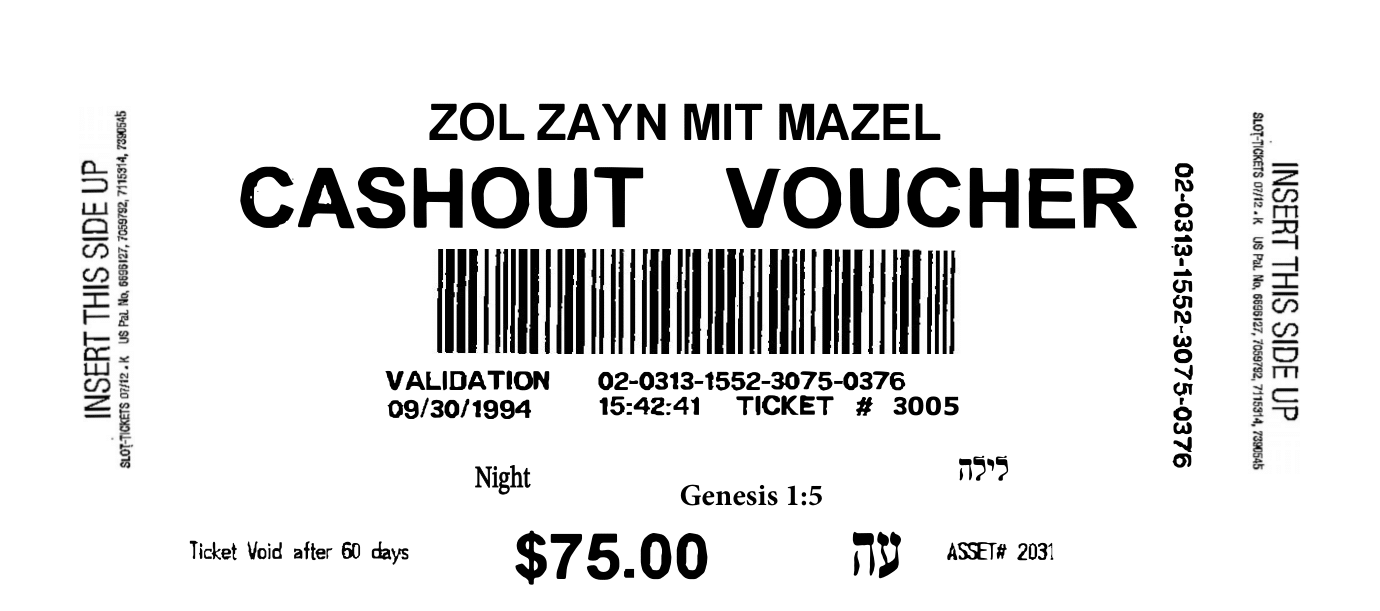 ZOL ZAYN MIT MAZEL
CASHOUT VOUCHER
VALIDATION 02-0313-1552-3075-0376
09/30/1994 15:42:41 TICKET # 3005
Night לילה
Genesis 1:5
Ticket Void after 60 days $75.00 עה ASSET# 2031
INSERT THIS SIDE UP
SLOT-TICKETS 07/12 . K US Pat. No. 6696127, 7059792, 7115314, 7390545
02-0313-1552-3075-0376
SLOT-TICKETS 07/12 . K US Pat. No. 6696127, 7059792, 7115314, 7390545
INSERT THIS SIDE UP